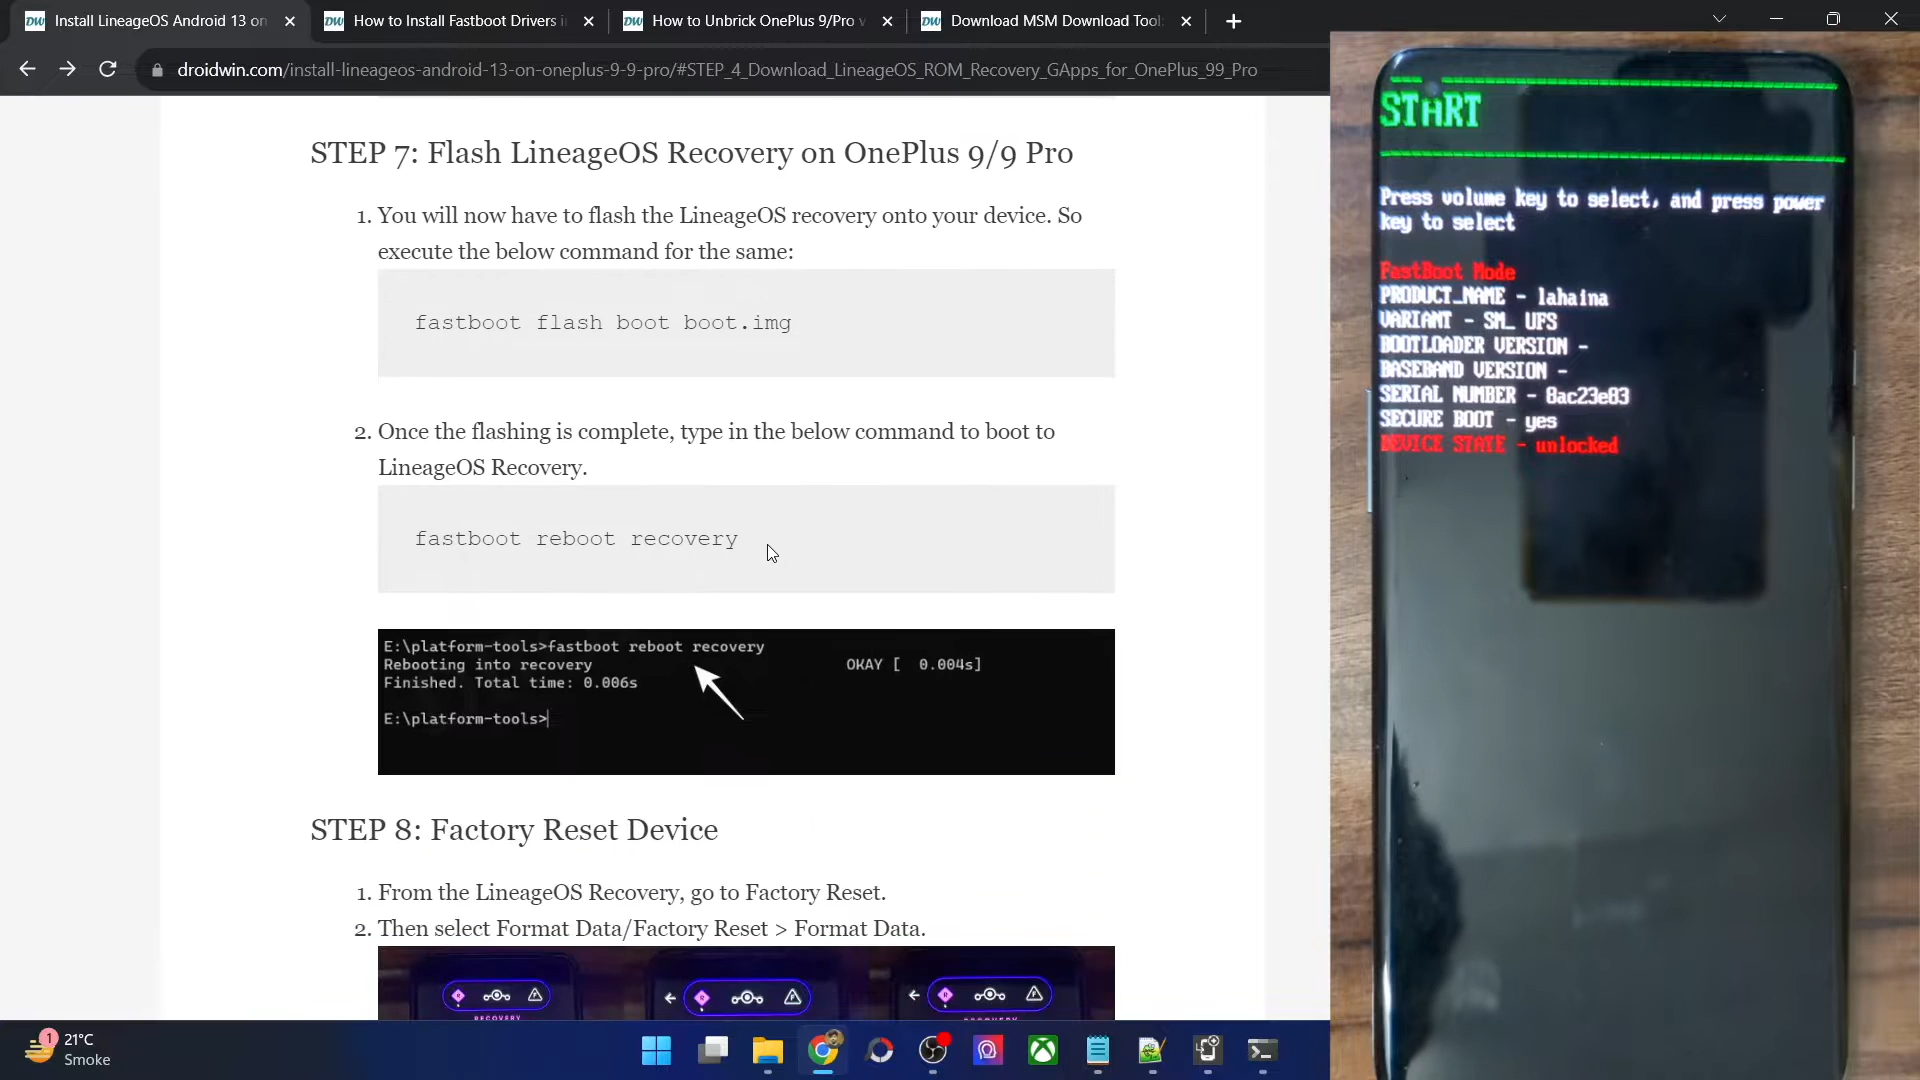 Install LineageOS Android 13 on
How to Install Fastboot Drivers i
How to Unbrick OnePlus 9/Pro v
Download MSM Download Tool
droidwin.com/install-lineageos-android-13-on-oneplus-9-9-pro/#STEP_4_Download_LineageOS_ROM_Recovery_GApps_for_OnePlus_99_Pro
STEP 7: Flash LineageOS Recovery on OnePlus 9/9 Pro
1. You will now have to flash the LineageOS recovery onto your device. So
execute the below command for the same:
fastboot flash boot boot.img
2. Once the flashing is complete, type in the below command to boot to
LineageOS Recovery.
fastboot reboot recovery
E:\platform-tools>fastboot reboot recovery
Rebooting into recovery OKAY [ 0.004s]
Finished. Total time: 0.006s
E:\platform-tools>
STEP 8: Factory Reset Device
1. From the LineageOS Recovery, go to Factory Reset.
2. Then select Format Data/Factory Reset > Format Data.
RECOVERY
RECOVERY
1
21°C
Smoke
START
Press volume key to select, and press power
key to select
FastBoot Mode
PRODUCT_NAME - lahaina
VARIANT - SM_ UFS
BOOTLOADER VERSION -
BASEBAND VERSION -
SERIAL NUMBER - 8ac23e83
SECURE BOOT - yes
DEVICE STATE - unlocked